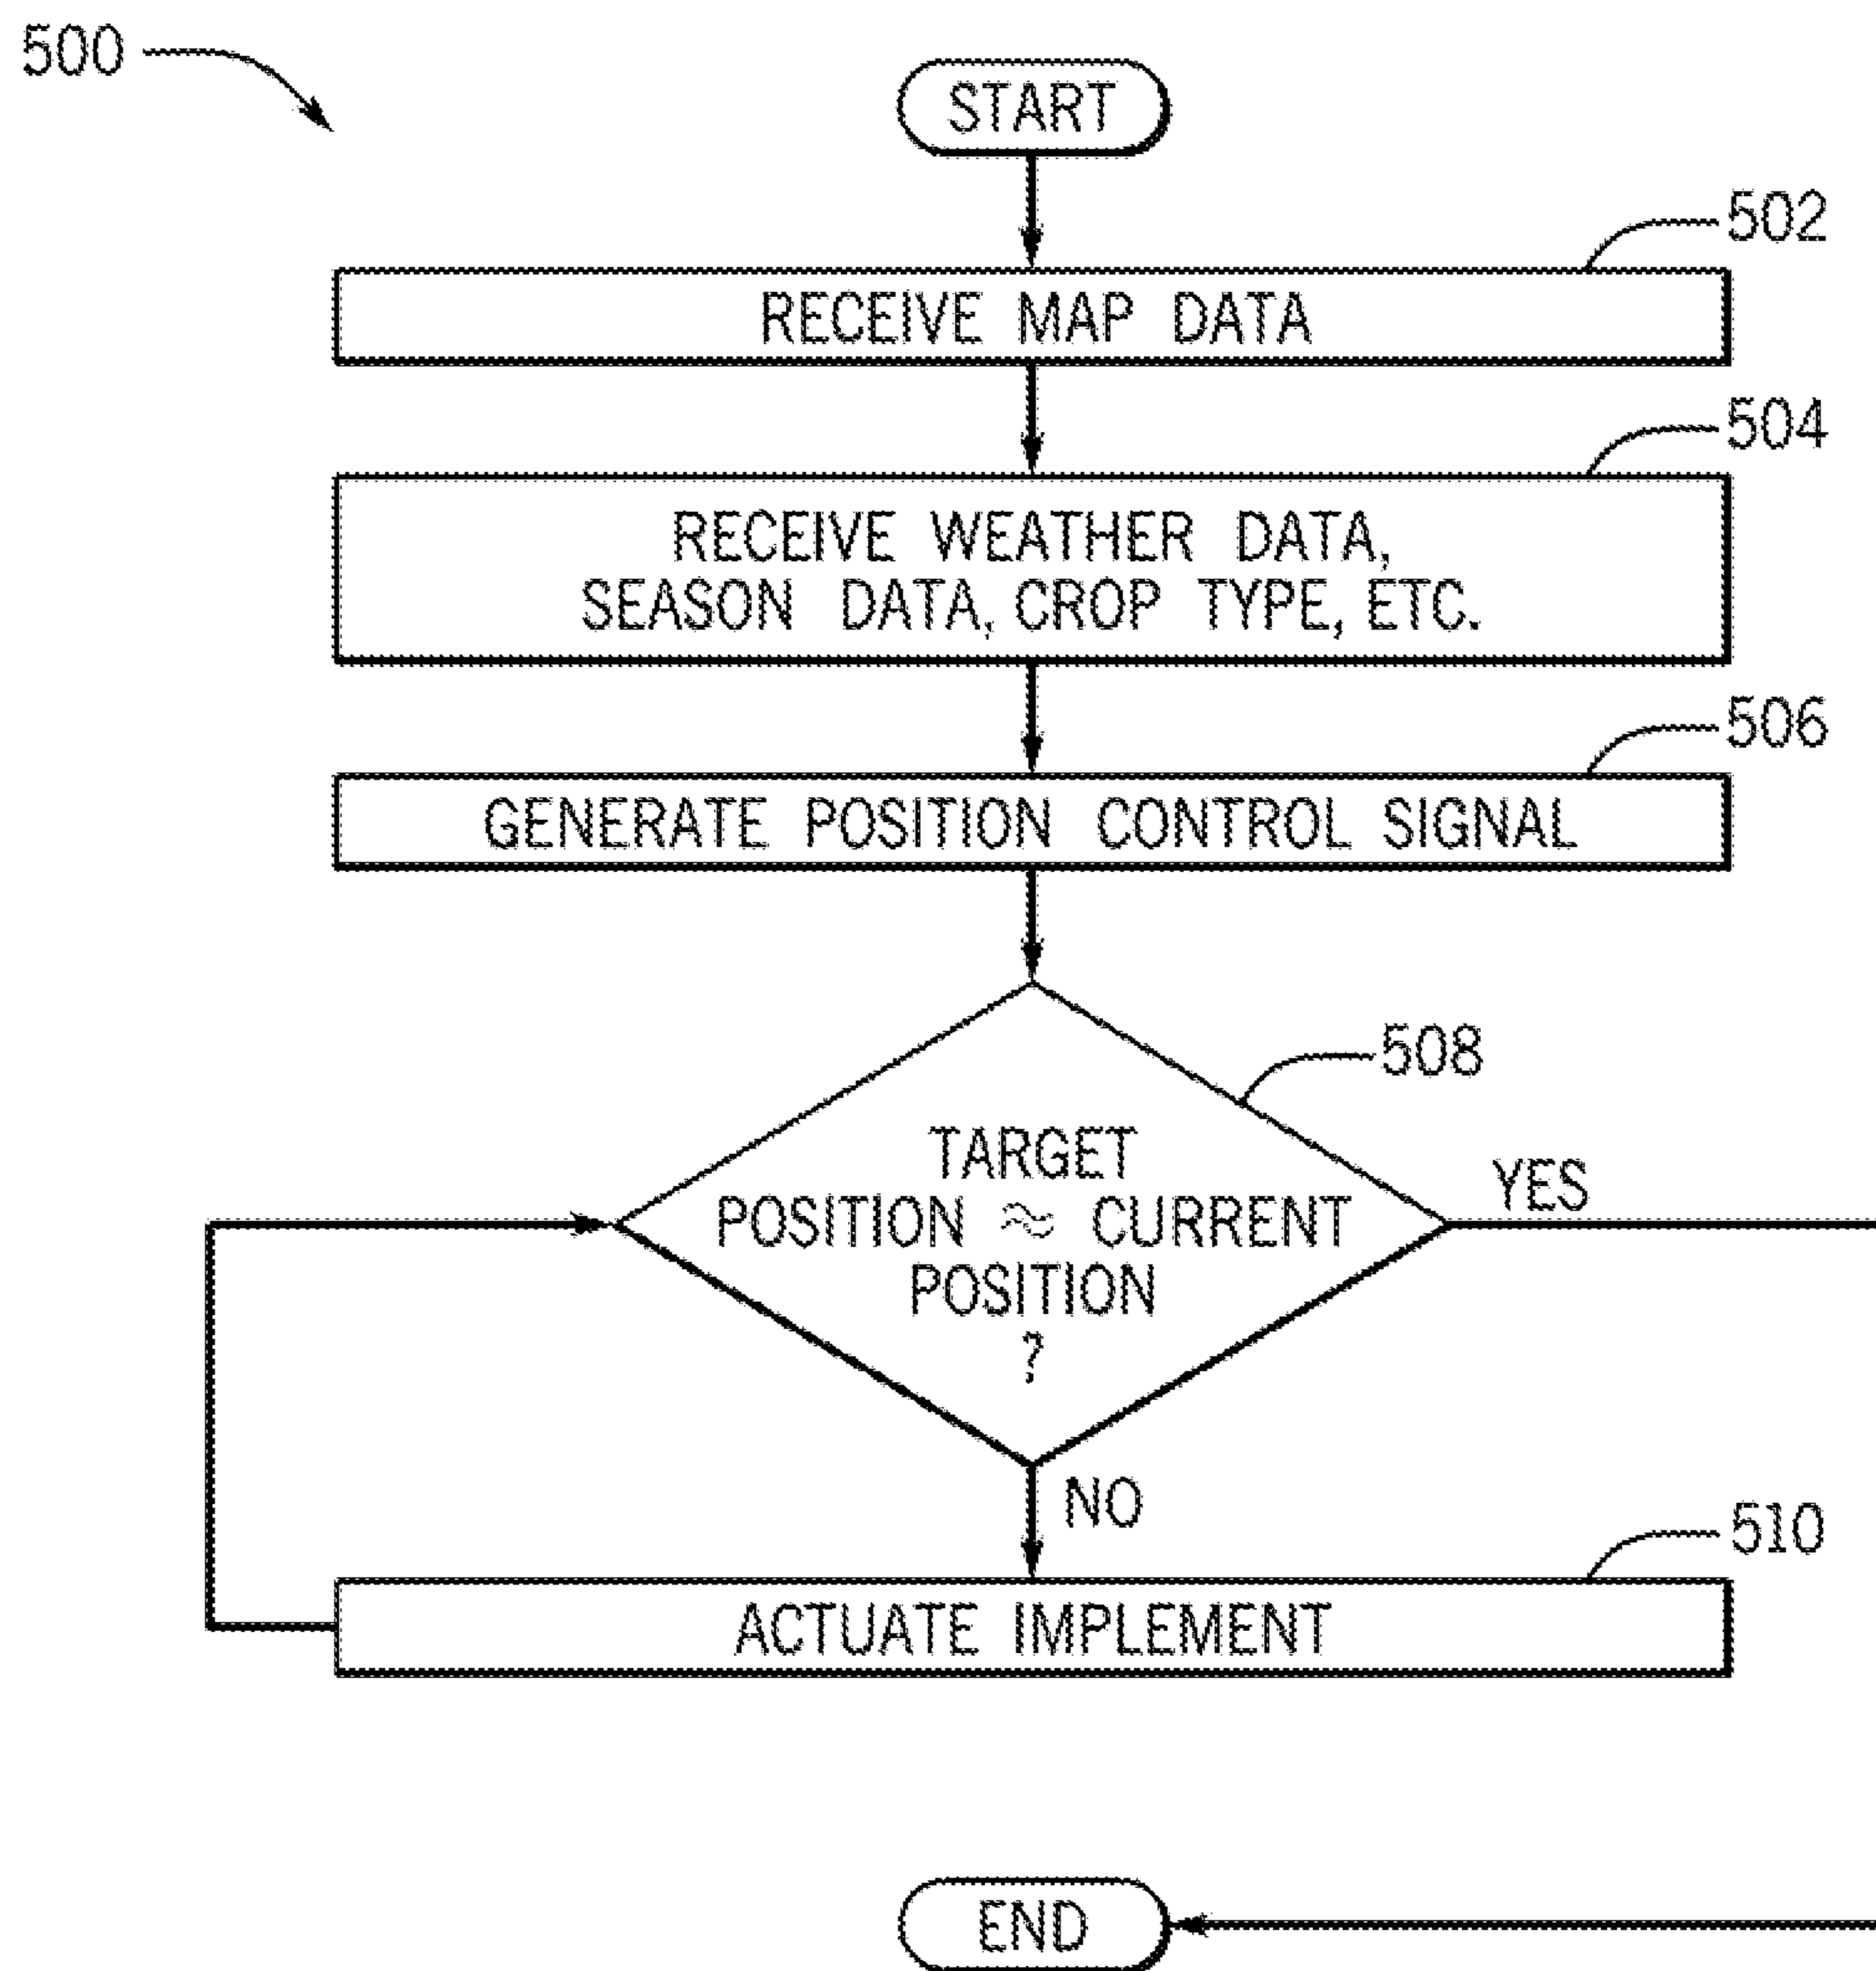 500
START
502
RECEIVE MAP DATA
504
RECEIVE WEATHER DATA,
SEASON DATA, CROP TYPE, ETC.
506
GENERATE POSITION CONTROL SIGNAL
508
TARGET
POSITION ≈ CURRENT
POSITION
?
YES
NO
510
ACTUATE IMPLEMENT
END